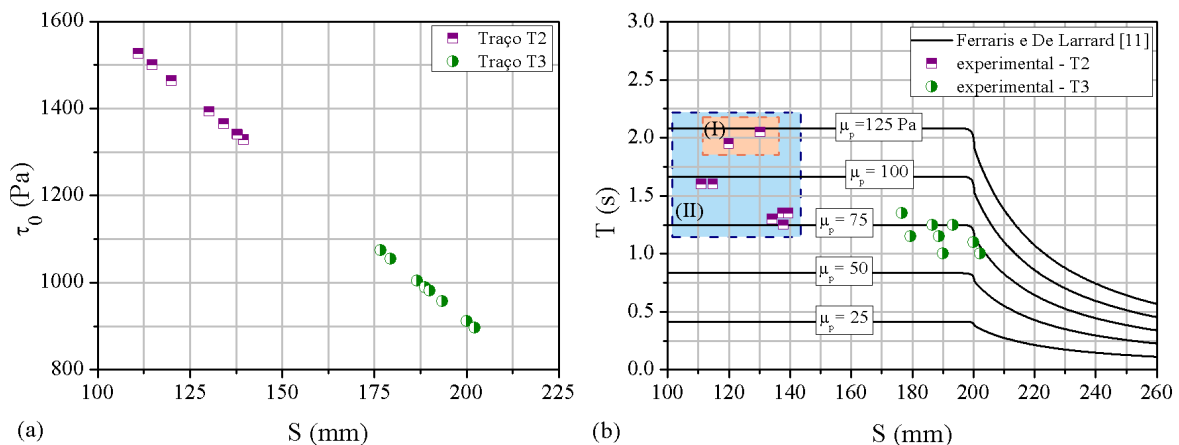 1600
1400
1200
1000
800
τ₀ (Pa)
Traço T2
Traço T3
100 125 150 175 200 225
(a) S (mm)
3.0
2.5
2.0
1.5
1.0
0.5
0.0
T (s)
Ferraris e De Larrard [11]
experimental - T2
experimental - T3
(I)
μₚ=125 Pa
μₚ = 100
(II)
μₚ = 75
μₚ = 50
μₚ = 25
100 120 140 160 180 200 220 240 260
(b) S (mm)